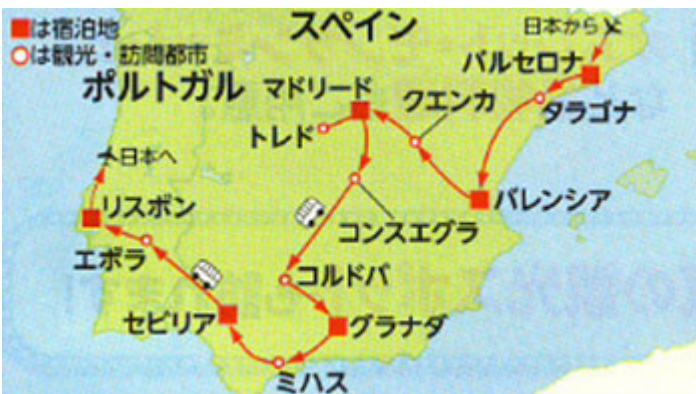 ■は宿泊地
○は観光・訪問都市
スペイン
日本から
ポルトガル
バルセロナ
マドリード
クエンカ
タラゴナ
トレド
日本へ
リスボン
バレンシア
コンスエグラ
エボラ
コルドバ
セビリア
グラナダ
ミハス